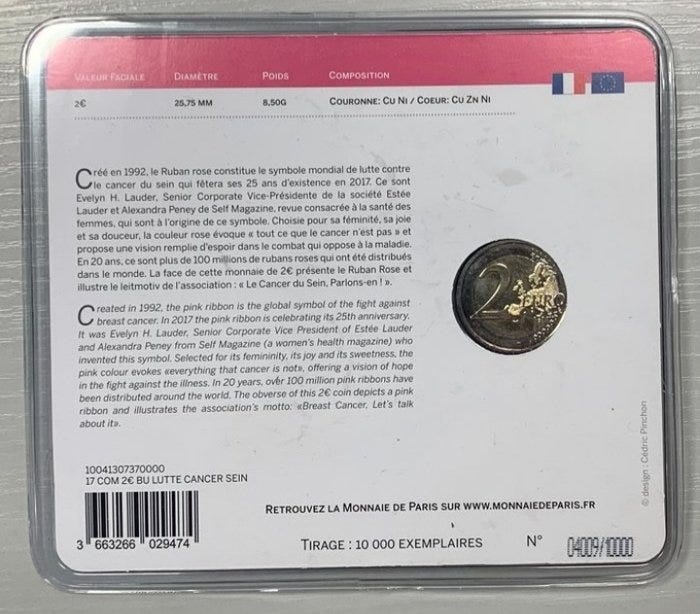 VALEUR FACIALE DIAMÈTRE POIDS COMPOSITION
2€ 25,75 MM 8,50G COURONNE: CU NI / COEUR: CU ZN NI
Créé en 1992, le Ruban rose constitue le symbole mondial de lutte contre
le cancer du sein qui fêtera ses 25 ans d'existence en 2017. Ce sont
Evelyn H. Lauder, Senior Corporate Vice-Présidente de la société Estée
Lauder et Alexandra Peney de Self Magazine, revue consacrée à la santé des
femmes, qui sont à l'origine de ce symbole. Choisie pour sa féminité, sa joie
et sa douceur, la couleur rose évoque « tout ce que le cancer n'est pas » et
propose une vision remplie d'espoir dans le combat qui oppose à la maladie.
En 20 ans, ce sont plus de 100 millions de rubans roses qui ont été distribués
dans le monde. La face de cette monnaie de 2€ présente le Ruban Rose et
illustre le leitmotiv de l'association : « Le Cancer du Sein, Parlons-en ! ».
Created in 1992, the pink ribbon is the global symbol of the fight against
breast cancer. In 2017 the pink ribbon is celebrating its 25th anniversary.
It was Evelyn H. Lauder, Senior Corporate Vice President of Estée Lauder
and Alexandra Peney from Self Magazine (a women's health magazine) who
invented this symbol. Selected for its femininity, its joy and its sweetness, the
pink colour evokes «everything that cancer is not», offering a vision of hope
in the fight against the illness. In 20 years, over 100 million pink ribbons have
been distributed around the world. The obverse of this 2€ coin depicts a pink
ribbon and illustrates the association's motto: «Breast Cancer, Let's talk
about it».
2 EURO
© design : Cédric Pinchon
10041307370000
17 COM 2€ BU LUTTE CANCER SEIN
3 663266 029474
RETROUVEZ LA MONNAIE DE PARIS SUR WWW.MONNAIEDEPARIS.FR
TIRAGE : 10 000 EXEMPLAIRES N° 04009/10000